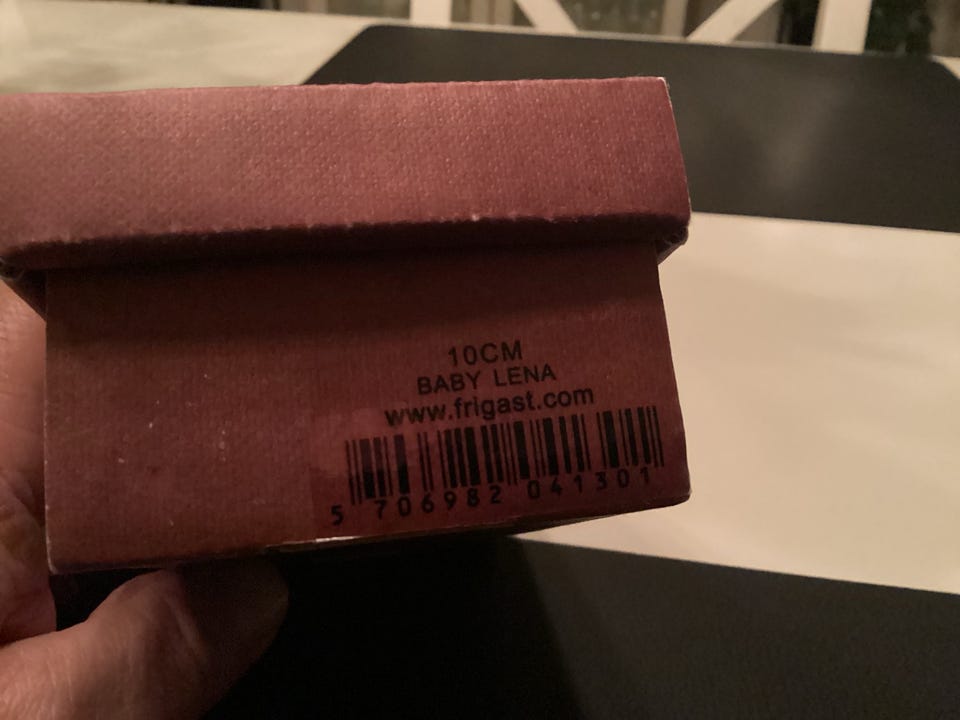 10CM
BABY LENA
www.frigast.com
5 706982 041301